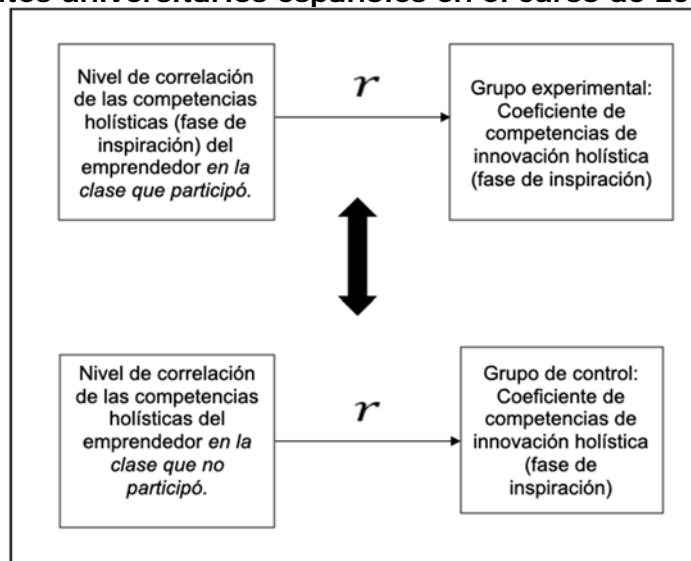 universitarios españoles en el curso de
Nivel de correlación
de las competencias
holísticas (fase de
inspiración) del
emprendedor en la
clase que participó.
r
Grupo experimental:
Coeficiente de
competencias de
innovación holística
(fase de inspiración)
Nivel de correlación
de las competencias
holísticas del
emprendedor en la
clase que no
participó.
r
Grupo de control:
Coeficiente de
competencias de
innovación holística
(fase de
inspiración)